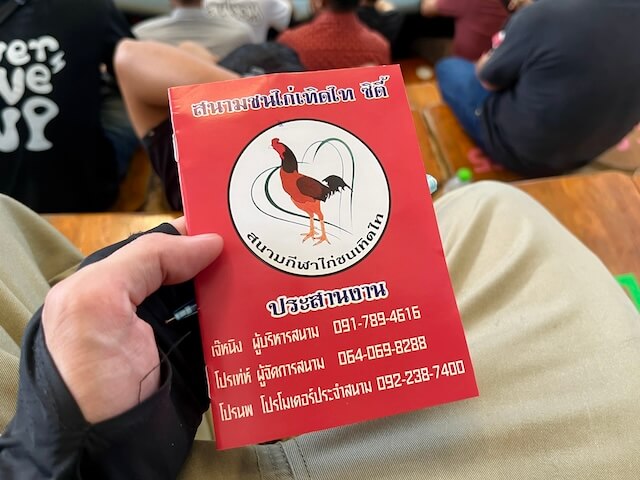 สนามชนไก่เทิดไท ซิตี้
สนามกีฬาไก่ชนเทิดไท
ประสานงาน
เจ๊หนิง ผู้บริหารสนาม 091-789-4616
โปรเท่ห์ ผู้จัดการสนาม 064-069-8288
โปรนพ โปรโมเตอร์ประจำสนาม 092-238-7400